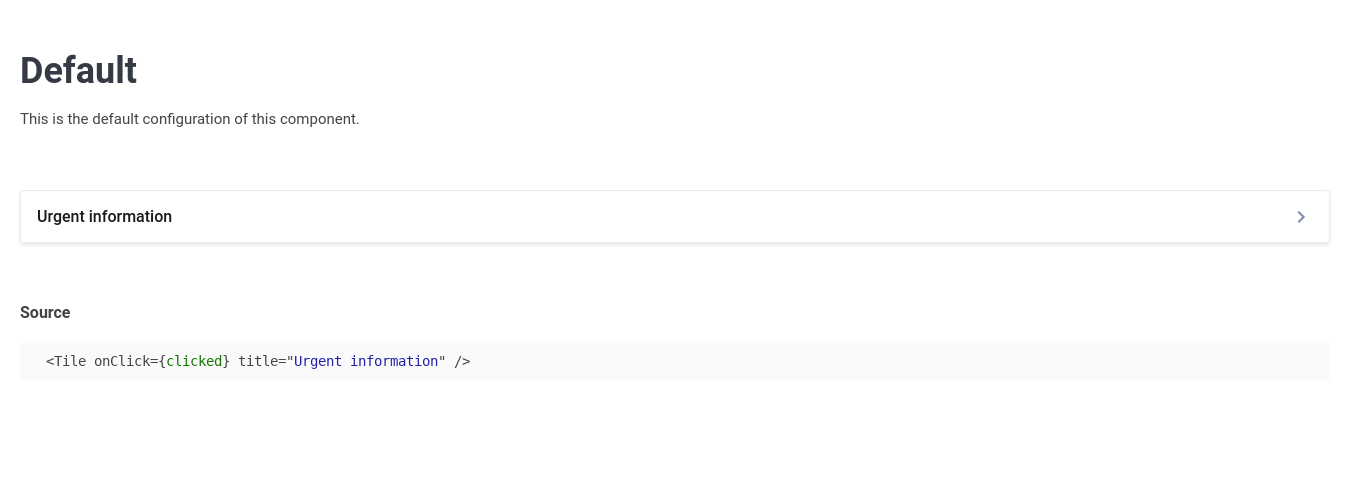 Default
This is the default configuration of this component.
Urgent information
Source
<Tile onClick={clicked} title="Urgent information" />